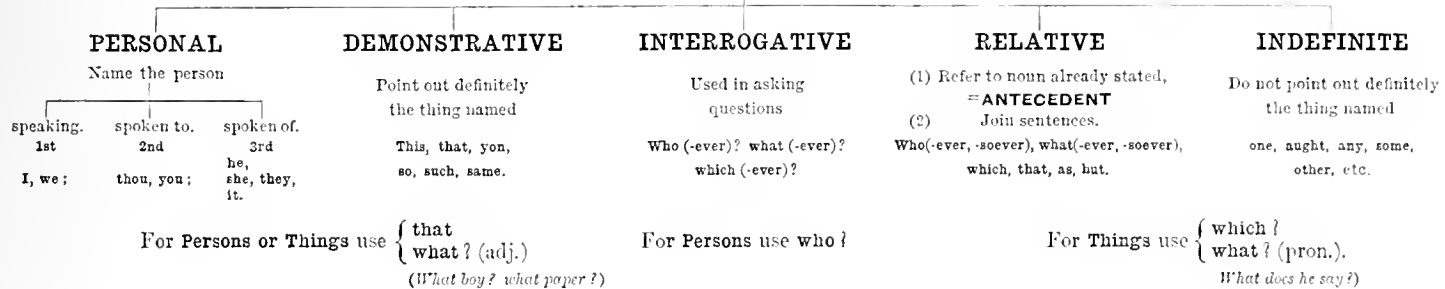 PERSONAL DEMONSTRATIVE INTERROGATIVE RELATIVE INDEFINITE
Name the person
speaking. spoken to. spoken of.
1st 2nd 3rd
I, we; thou, you; he,
she, they,
it.
Point out definitely
the thing named
This, that, yon,
so, such, same.
Used in asking
questions
Who (-ever)? what (-ever)?
which (-ever)?
(1) Refer to noun already stated,
=ANTECEDENT
(2) Join sentences.
Who(-ever, -soever), what(-ever, -soever),
which, that, as, but.
Do not point out definitely
the thing named
one, aught, any, some,
other, etc.
For Persons or Things use { that
what? (adj.)
(What boy? what paper?)
For Persons use who?
For Things use { which?
what? (pron.).
What does he say?)